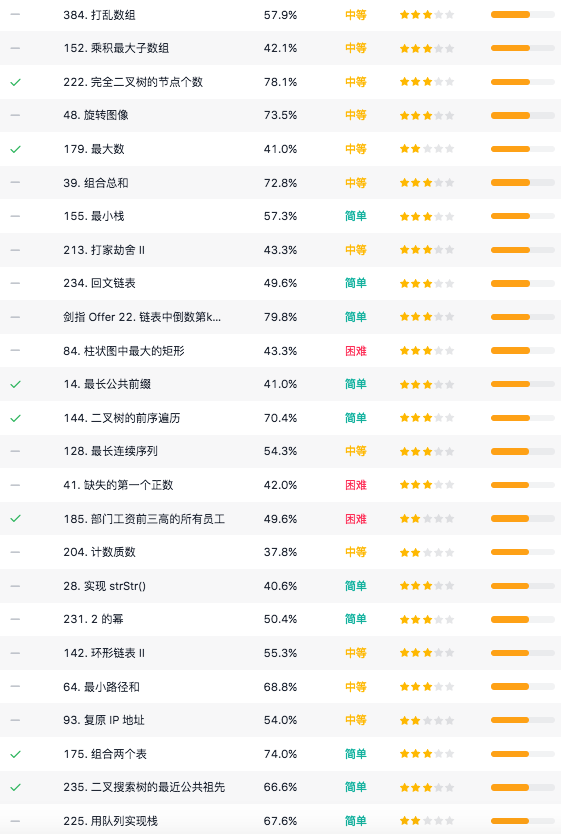 384. 打乱数组 57.9% 中等
152. 乘积最大子数组 42.1% 中等
222. 完全二叉树的节点个数 78.1% 中等
48. 旋转图像 73.5% 中等
179. 最大数 41.0% 中等
39. 组合总和 72.8% 中等
155. 最小栈 57.3% 简单
213. 打家劫舍 II 43.3% 中等
234. 回文链表 49.6% 简单
剑指 Offer 22. 链表中倒数第k... 79.8% 简单
84. 柱状图中最大的矩形 43.3% 困难
14. 最长公共前缀 41.0% 简单
144. 二叉树的前序遍历 70.4% 简单
128. 最长连续序列 54.3% 中等
41. 缺失的第一个正数 42.0% 困难
185. 部门工资前三高的所有员工 49.6% 困难
204. 计数质数 37.8% 中等
28. 实现 strStr() 40.6% 简单
231. 2 的幂 50.4% 简单
142. 环形链表 II 55.3% 中等
64. 最小路径和 68.8% 中等
93. 复原 IP 地址 54.0% 中等
175. 组合两个表 74.0% 简单
235. 二叉搜索树的最近公共祖先 66.6% 简单
225. 用队列实现栈 67.6% 简单